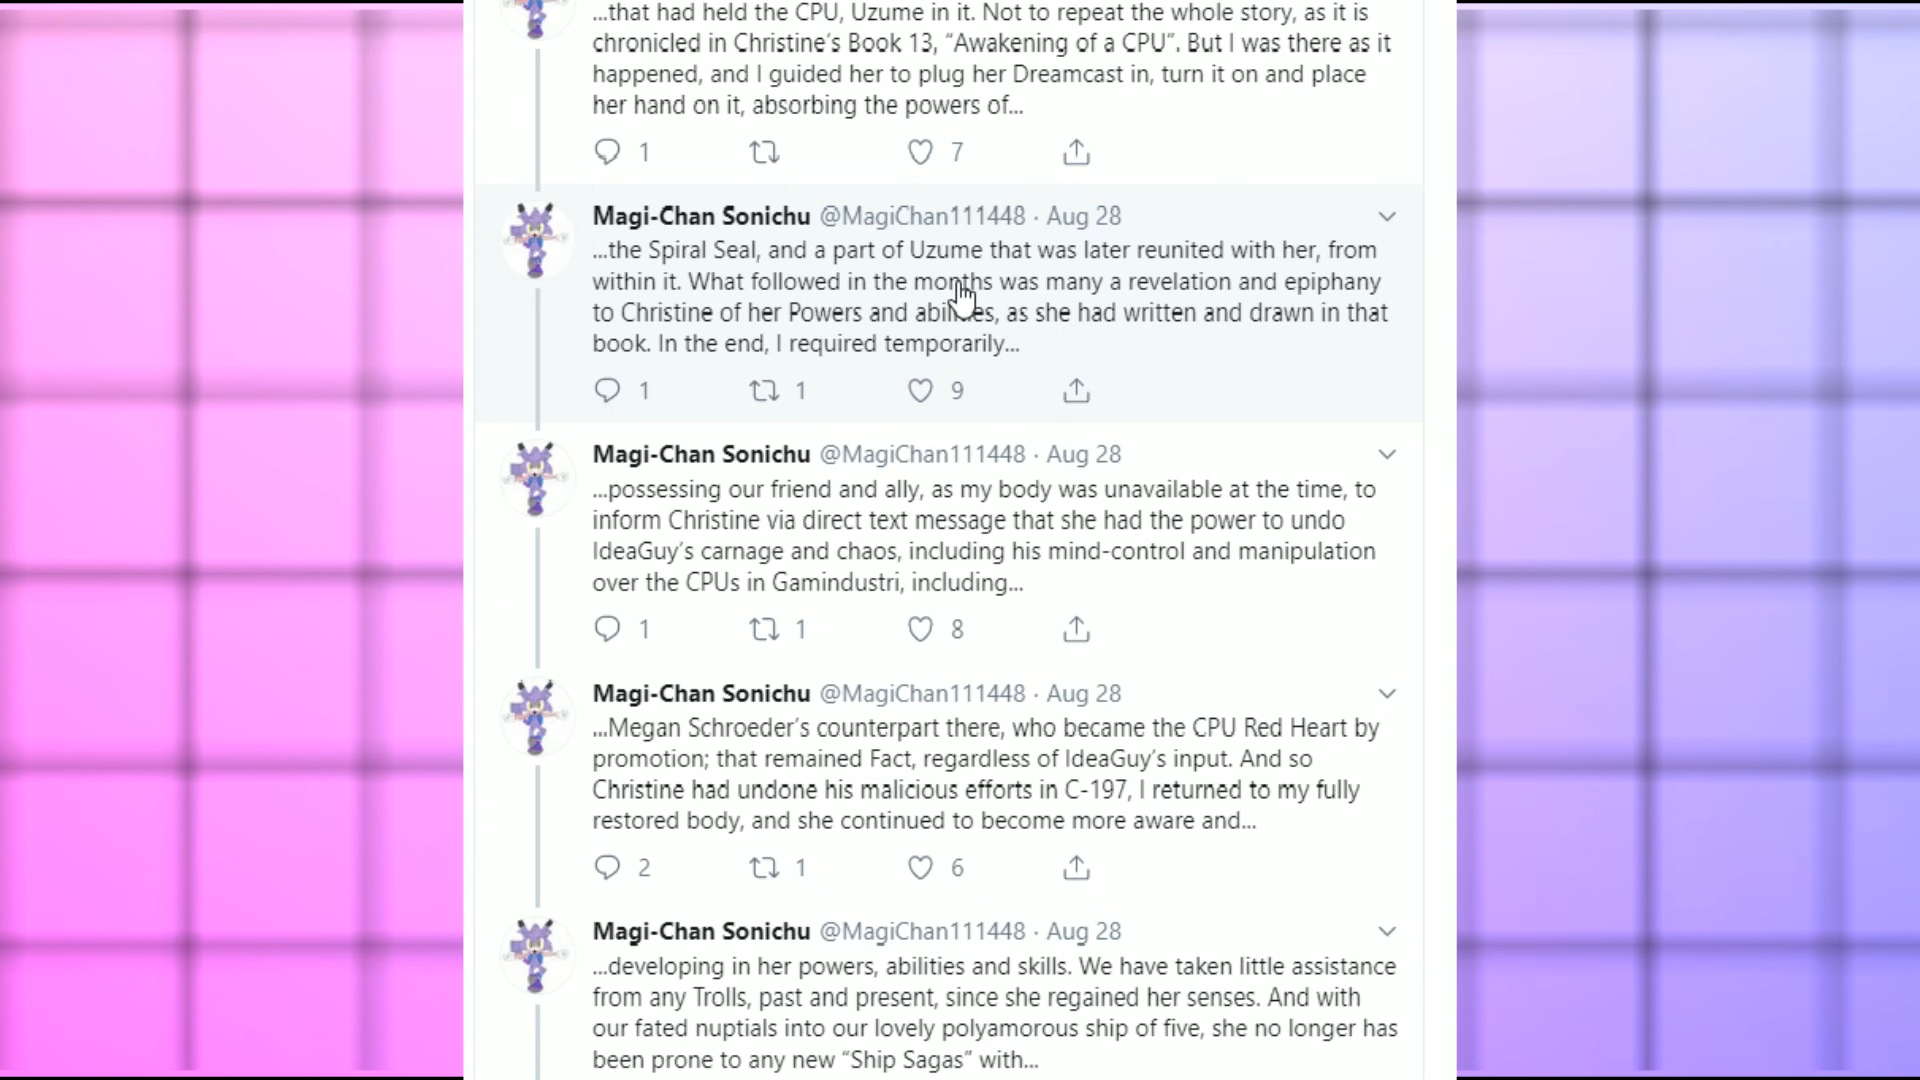 ...that had held the CPU, Uzume in it. Not to repeat the whole story, as it is
chronicled in Christine's Book 13, “Awakening of a CPU”. But I was there as it
happened, and I guided her to plug her Dreamcast in, turn it on and place
her hand on it, absorbing the powers of...
1 7
Magi-Chan Sonichu @MagiChan111448 · Aug 28
...the Spiral Seal, and a part of Uzume that was later reunited with her, from
within it. What followed in the months was many a revelation and epiphany
to Christine of her Powers and abilities, as she had written and drawn in that
book. In the end, I required temporarily...
1 1 9
Magi-Chan Sonichu @MagiChan111448 · Aug 28
...possessing our friend and ally, as my body was unavailable at the time, to
inform Christine via direct text message that she had the power to undo
IdeaGuy's carnage and chaos, including his mind-control and manipulation
over the CPUs in Gamindustri, including...
1 1 8
Magi-Chan Sonichu @MagiChan111448 · Aug 28
...Megan Schroeder's counterpart there, who became the CPU Red Heart by
promotion; that remained Fact, regardless of IdeaGuy's input. And so
Christine had undone his malicious efforts in C-197, I returned to my fully
restored body, and she continued to become more aware and...
2 1 6
Magi-Chan Sonichu @MagiChan111448 · Aug 28
...developing in her powers, abilities and skills. We have taken little assistance
from any Trolls, past and present, since she regained her senses. And with
our fated nuptials into our lovely polyamorous ship of five, she no longer has
been prone to any new “Ship Sagas” with...